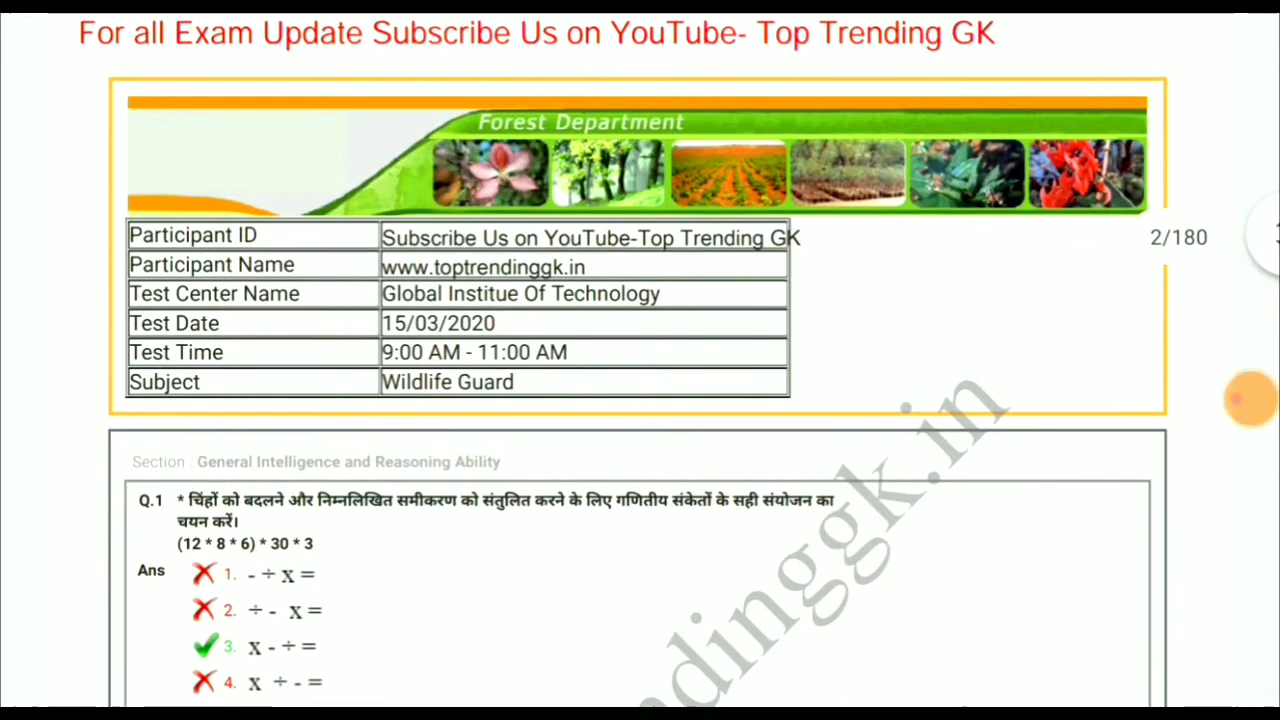 For all Exam Update Subscribe Us on YouTube- Top Trending GK
Forest Department
Participant ID Subscribe Us on YouTube-Top Trending GK
2/180
Participant Name www.toptrendinggk.in
Test Center Name Global Institue Of Technology
Test Date 15/03/2020
Test Time 9:00 AM - 11:00 AM
Subject Wildlife Guard
Section : General Intelligence and Reasoning Ability
Q.1 * चिंहों को बदलने और निम्नलिखित समीकरण को संतुलित करने के लिए गणितीय संकेतों के सही संयोजन का
चयन करें।
(12 * 8 * 6) * 30 * 3
Ans 1. - ÷ x =
2. ÷ - x =
3. x - ÷ =
4. x ÷ - =
ndinggk.in